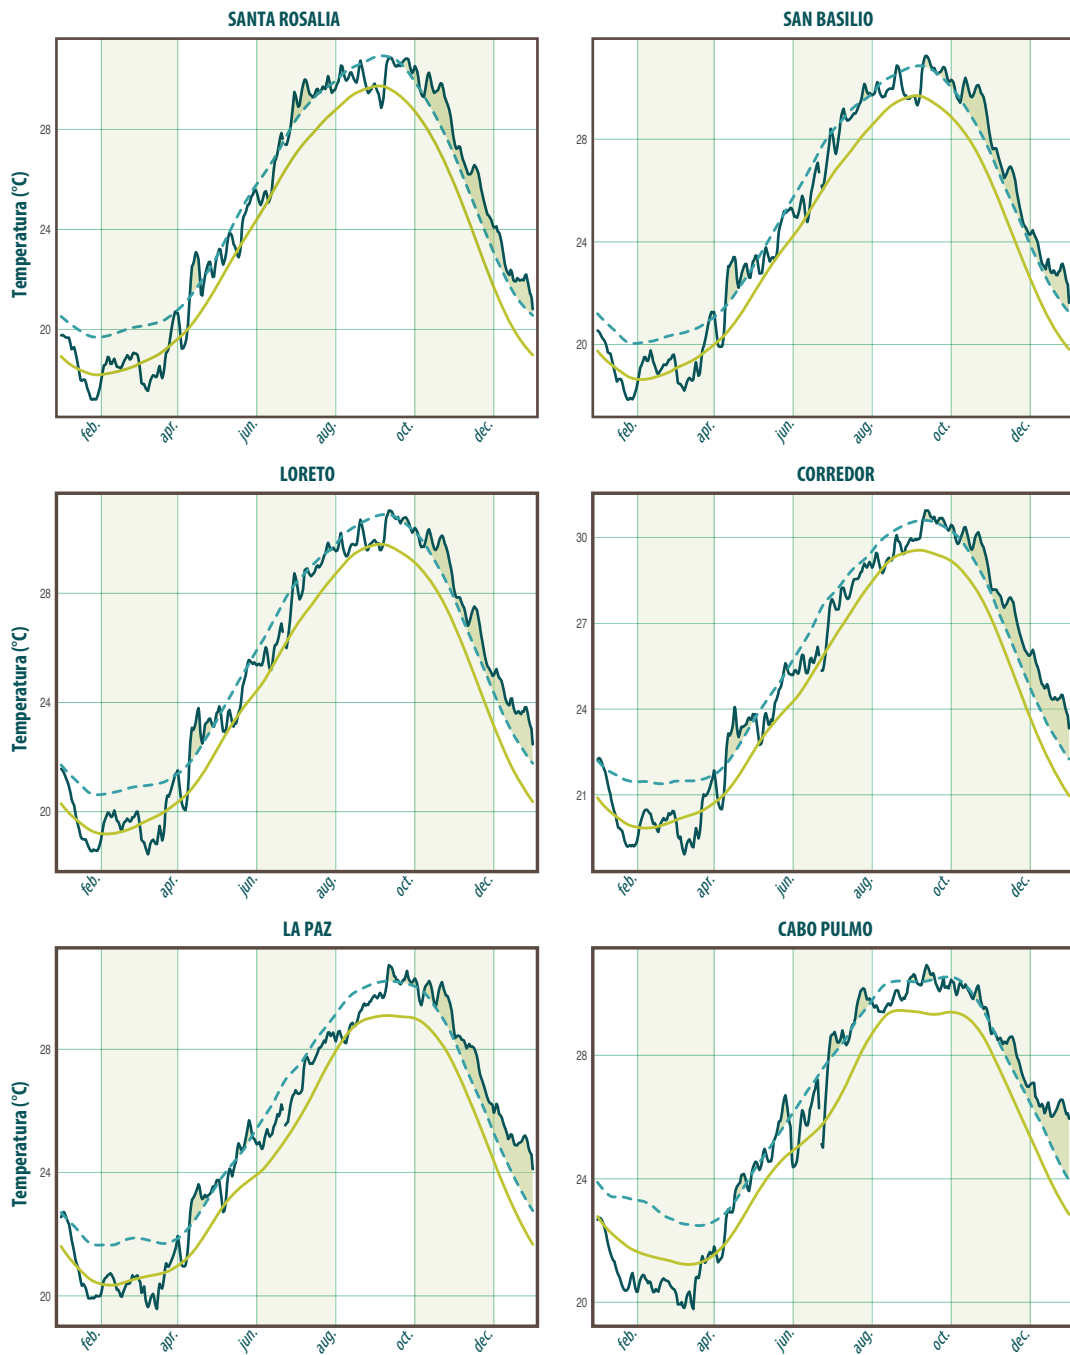 SANTA ROSALIA
SAN BASILIO
Temperatura (°C)
28
24
20
feb. abr. jun. aug. oct. dec.
28
24
20
feb. abr. jun. aug. oct. dec.
LORETO
CORREDOR
Temperatura (°C)
28
24
20
feb. apr. jun. aug. oct. dec.
30
27
24
21
feb. apr. jun. aug. oct. dec.
LA PAZ
CABO PULMO
Temperatura (°C)
28
24
20
feb. apr. jun. aug. oct. dec.
28
24
20
feb. apr. jun. aug. oct. dec.